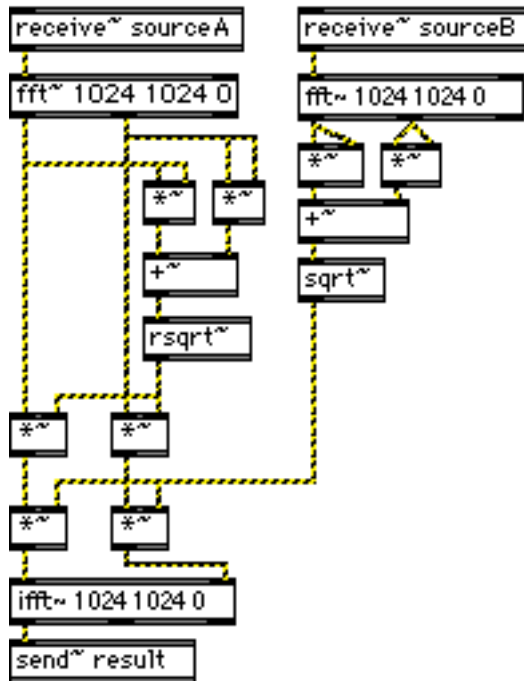 receive~ sourceA
receive~ sourceB
fft~ 1024 1024 0
fft~ 1024 1024 0
*~
*~
*~
*~
+~
+~
sqrt~
rsqrt~
*~
*~
*~
*~
ifft~ 1024 1024 0
send~ result